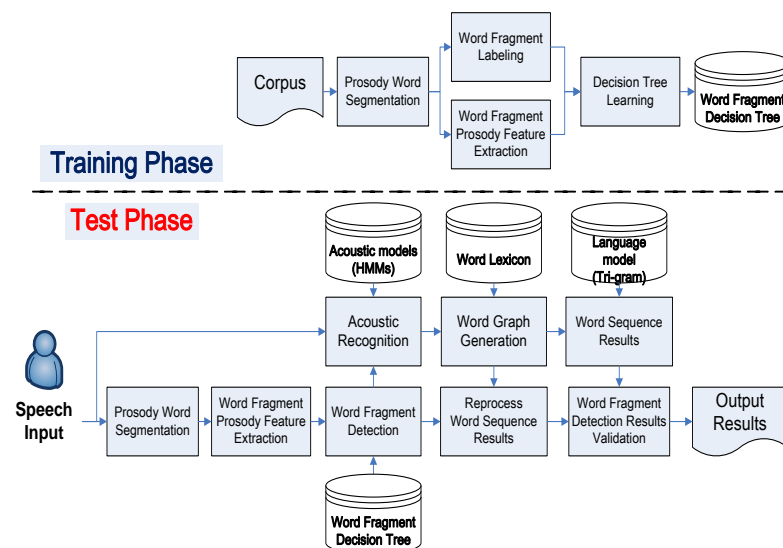 Word Fragment
Labeling
Corpus
Prosody Word
Segmentation
Decision Tree
Learning
Word Fragment
Decision Tree
Word Fragment
Prosody Feature
Extraction
Training Phase
Test Phase
Acoustic models
(HMMs)
Word Lexicon
Language
model
(Tri-gram)
Acoustic
Recognition
Word Graph
Generation
Word Sequence
Results
Speech
Input
Prosody Word
Segmentation
Word Fragment
Prosody Feature
Extraction
Word Fragment
Detection
Reprocess
Word Sequence
Results
Word Fragment
Detection Results
Validation
Output
Results
Word Fragment
Decision Tree